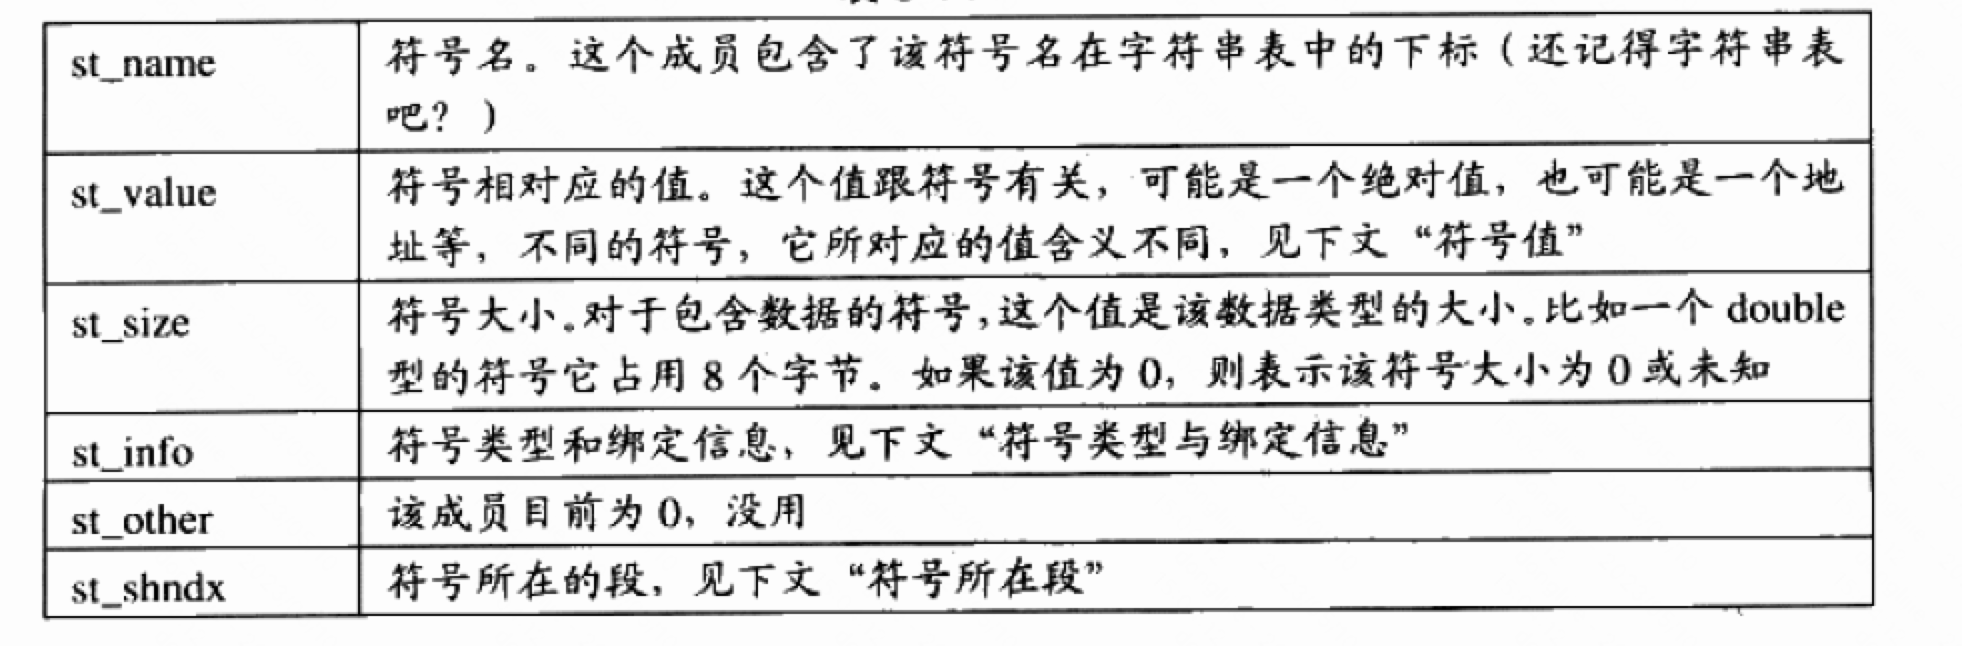 st_name
符号名。这个成员包含了该符号名在字符串表中的下标（还记得字符串表
吧？）
st_value
符号相对应的值。这个值跟符号有关，可能是一个绝对值，也可能是一个地
址等，不同的符号，它所对应的值含义不同，见下文“符号值”
st_size
符号大小。对于包含数据的符号，这个值是该数据类型的大小。比如一个 double
型的符号它占用 8 个字节。如果该值为 0，则表示该符号大小为 0 或未知
st_info
符号类型和绑定信息，见下文“符号类型与绑定信息”
st_other
该成员目前为 0，没用
st_shndx
符号所在的段，见下文“符号所在段”